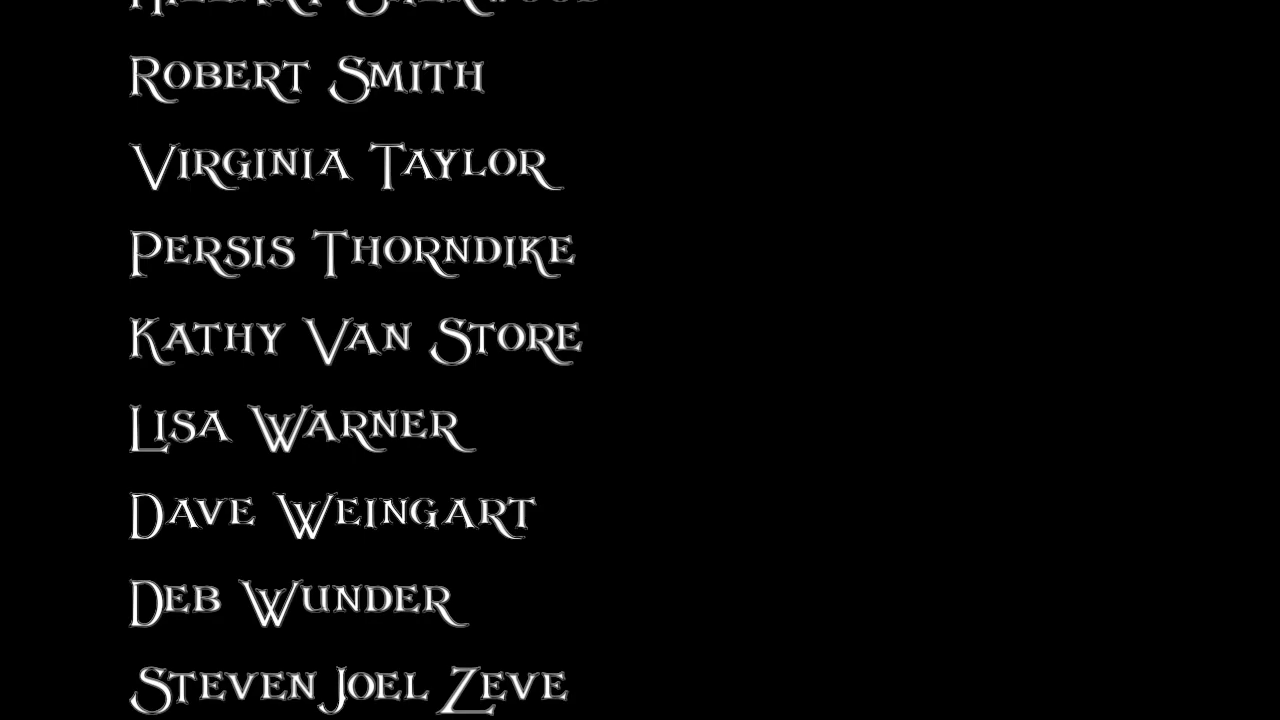 Robert Smith
Virginia Taylor
Persis Thorndike
Kathy Van Store
Lisa Warner
Dave Weingart
Deb Wunder
Steven Joel Zeve